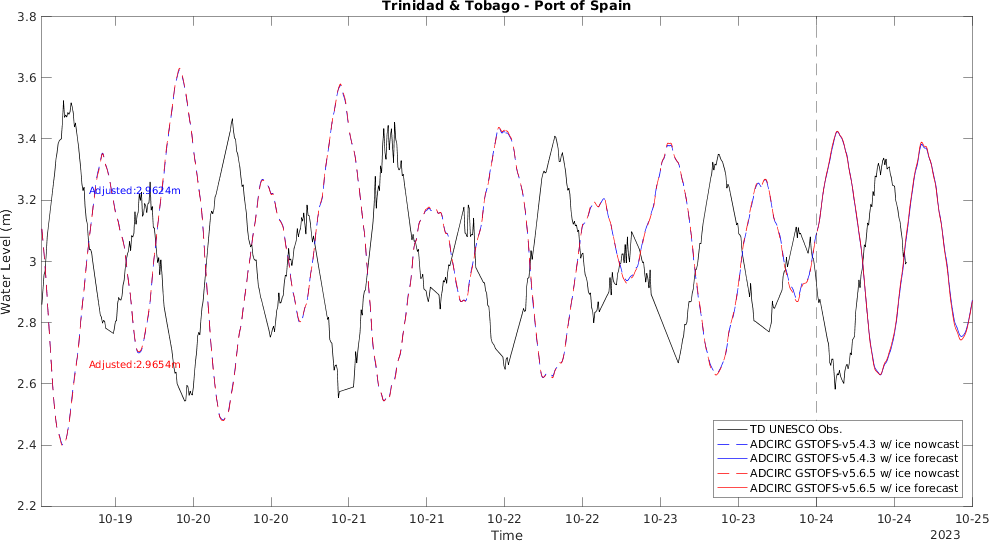 Trinidad & Tobago - Port of Spain
3.8
3.6
3.4
3.2
3
2.8
2.6
2.4
2.2
Water Level (m)
Adjusted:2.9624m
Adjusted:2.9654m
TD UNESCO Obs.
ADCIRC GSTOFS-v5.4.3 w/ ice nowcast
ADCIRC GSTOFS-v5.4.3 w/ ice forecast
ADCIRC GSTOFS-v5.6.5 w/ ice nowcast
ADCIRC GSTOFS-v5.6.5 w/ ice forecast
10-19 10-20 10-20 10-21 10-21 10-22 10-22 10-23 10-23 10-24 10-24 10-25
Time
2023